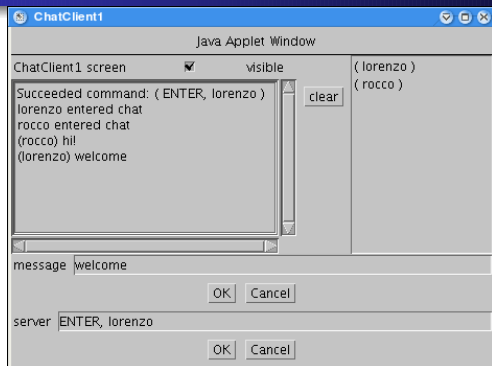 ChatClient1
Java Applet Window
ChatClient1 screen visible
Succeeded command: ( ENTER, lorenzo )
lorenzo entered chat
rocco entered chat
(rocco) hi!
(lorenzo) welcome
clear
( lorenzo )
( rocco )
message welcome
OK Cancel
server ENTER, lorenzo
OK Cancel